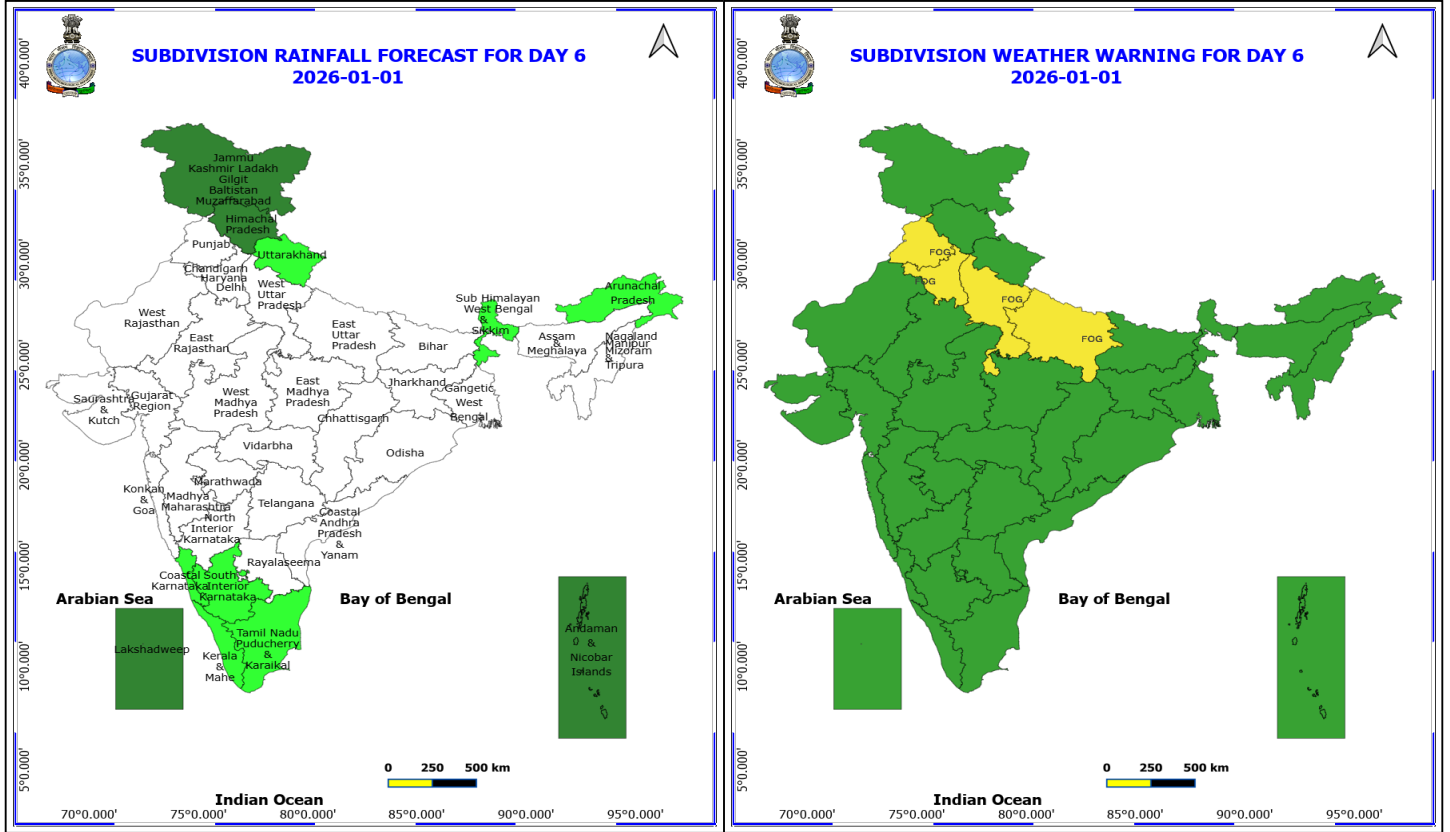 SUBDIVISION RAINFALL FORECAST FOR DAY 6
2026-01-01
40°0.000'
35°0.000'
30°0.000'
25°0.000'
20°0.000'
15°0.000'
10°0.000'
5°0.000'
Jammu
Kashmir Ladakh
Gilgit
Baltistan
Muzaffarabad
Himachal
Pradesh
Punjab
Uttarakhand
Chandigarh
Haryana
Delhi
West
Uttar
Pradesh
Arunachal
Pradesh
Sub Himalayan
West Bengal
&
Sikkim
West
Rajasthan
East
Rajasthan
East
Uttar
Pradesh
Bihar
Assam
&
Meghalaya
Nagaland
Manipur
Mizoram
&
Tripura
Saurashtra
&
Kutch
Gujarat
Region
West
Madhya
Pradesh
East
Madhya
Pradesh
Jharkhand
Gangetic
West
Bengal
Chhattisgarh
Vidarbha
Odisha
Konkan
&
Goa
Madhya
Maharashtra
Marathwada
Telangana
North
Interior
Karnataka
Coastal
Andhra
Pradesh
&
Yanam
Rayalaseema
Coastal
Karnataka
South
Interior
Karnataka
Arabian Sea
Bay of Bengal
Lakshadweep
Kerala
&
Mahe
Tamil Nadu
Puducherry
&
Karaikal
Andaman
&
Nicobar
Islands
0 250 500 km
Indian Ocean
70°0.000' 75°0.000' 80°0.000' 85°0.000' 90°0.000' 95°0.000'
SUBDIVISION WEATHER WARNING FOR DAY 6
2026-01-01
40°0.000'
35°0.000'
30°0.000'
25°0.000'
20°0.000'
15°0.000'
10°0.000'
5°0.000'
FOG
FOG
FOG
FOG
Arabian Sea
Bay of Bengal
0 250 500 km
Indian Ocean
70°0.000' 75°0.000' 80°0.000' 85°0.000' 90°0.000' 95°0.000'